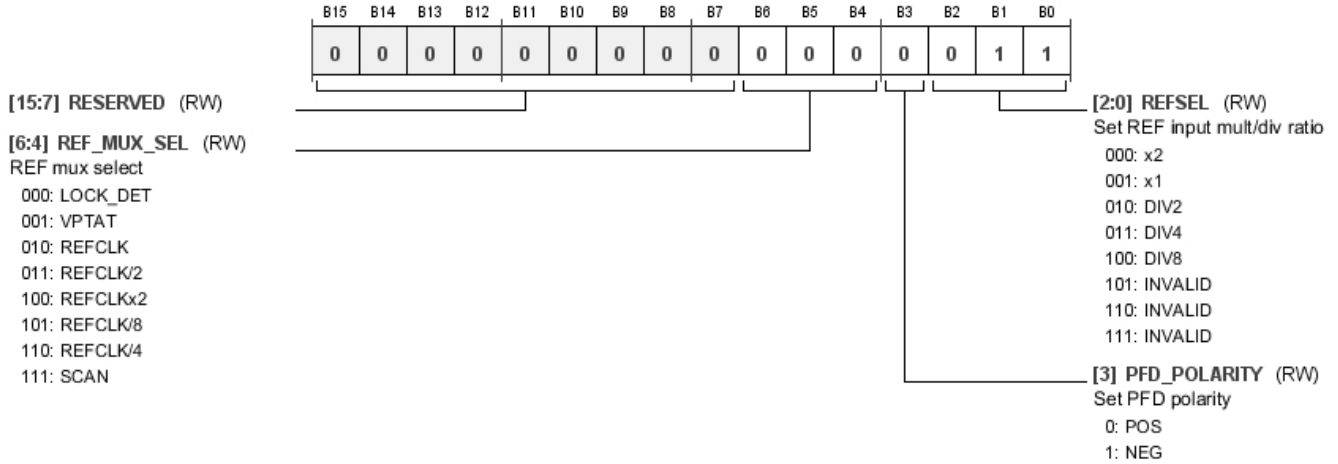 B15 B14 B13 B12 B11 B10 B9 B8 B7 B6 B5 B4 B3 B2 B1 B0
0 0 0 0 0 0 0 0 0 0 0 0 0 0 1 1
[15:7] RESERVED (RW)
[6:4] REF_MUX_SEL (RW)
REF mux select
000: LOCK_DET
001: VPTAT
010: REFCLK
011: REFCLK/2
100: REFCLKx2
101: REFCLK/8
110: REFCLK/4
111: SCAN
[2:0] REFSEL (RW)
Set REF input mult/div ratio
000: x2
001: x1
010: DIV2
011: DIV4
100: DIV8
101: INVALID
110: INVALID
111: INVALID
[3] PFD_POLARITY (RW)
Set PFD polarity
0: POS
1: NEG